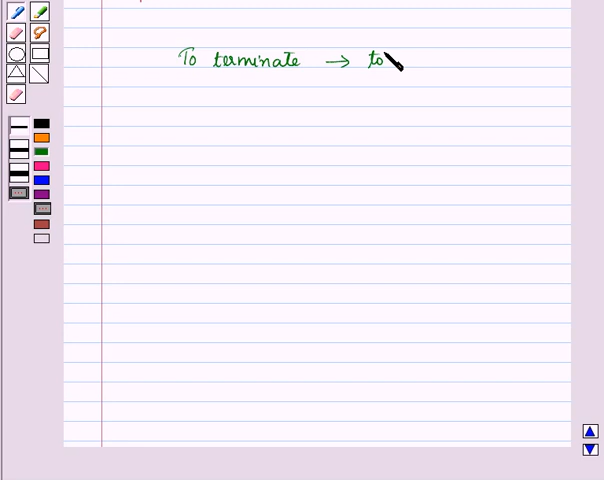 To terminate → to